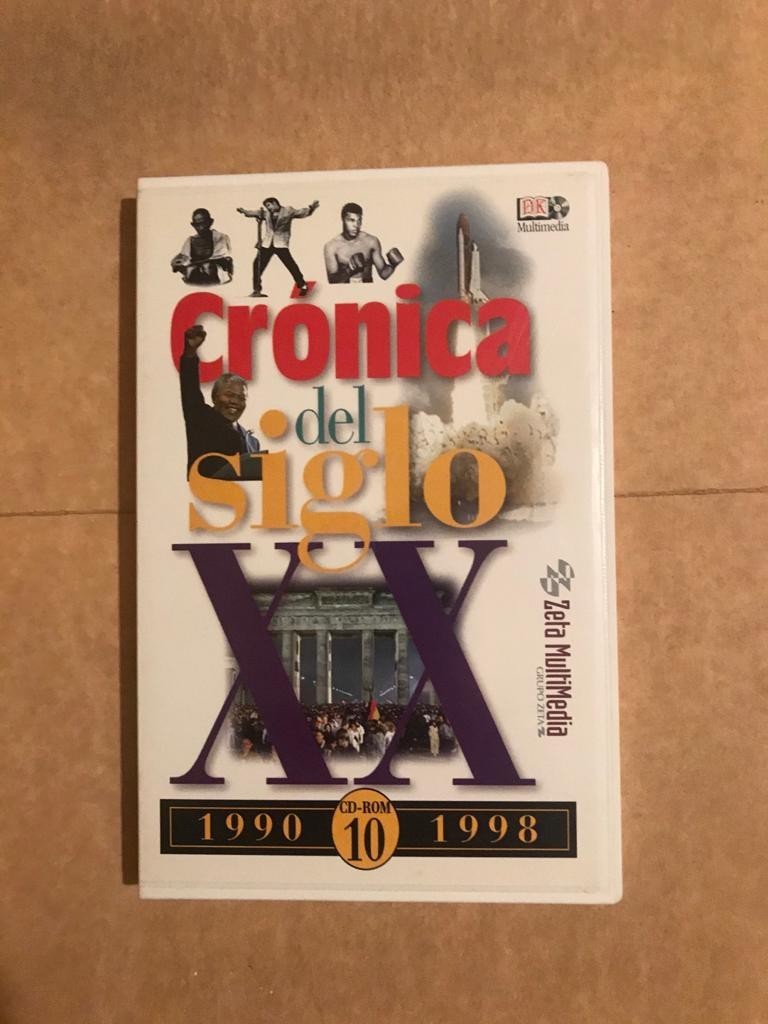 DK
Multimedia
Crónica
del
siglo
XX
Zeta MultiMedia
GRUPO ZETA
1990
CD-ROM
10
1998